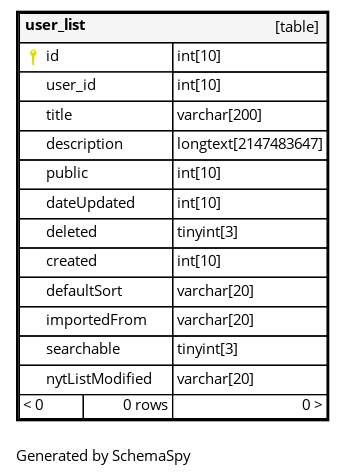 user_list [table]
id int[10]
user_id int[10]
title varchar[200]
description longtext[2147483647]
public int[10]
dateUpdated int[10]
deleted tinyint[3]
created int[10]
defaultSort varchar[20]
importedFrom varchar[20]
searchable tinyint[3]
nytListModified varchar[20]
< 0 0 rows 0 >
Generated by SchemaSpy